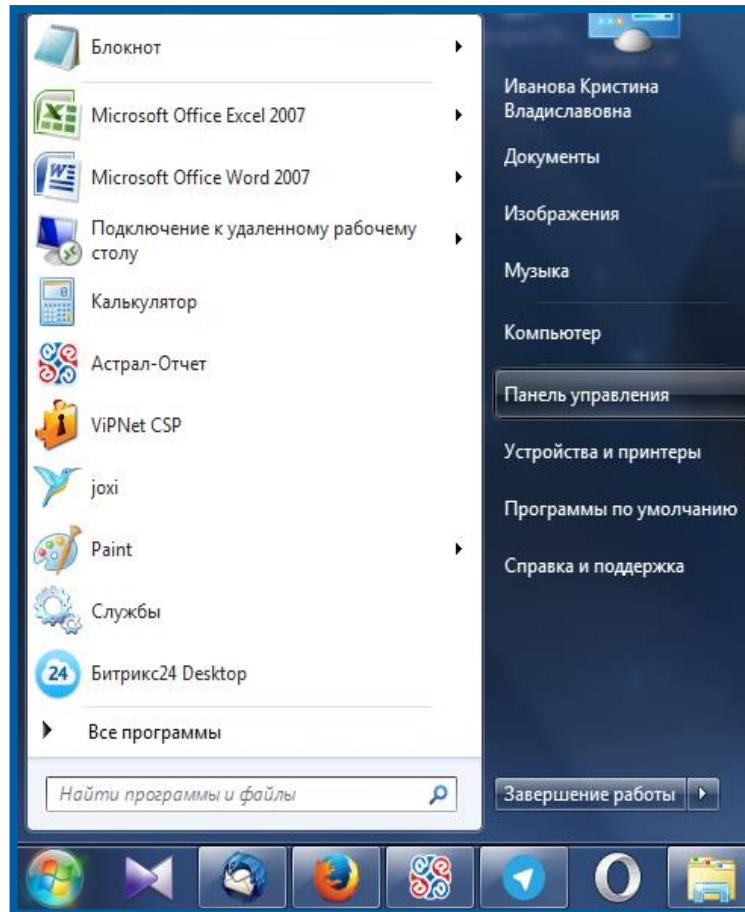 Блокнот
Microsoft Office Excel 2007
Microsoft Office Word 2007
Подключение к удаленному рабочему
столу
Калькулятор
Астрал-Отчет
ViPNet CSP
joxi
Paint
Службы
24
Битрикс24 Desktop
Все программы
Найти программы и файлы
Иванова Кристина
Владиславовна
Документы
Изображения
Музыка
Компьютер
Панель управления
Устройства и принтеры
Программы по умолчанию
Справка и поддержка
Завершение работы